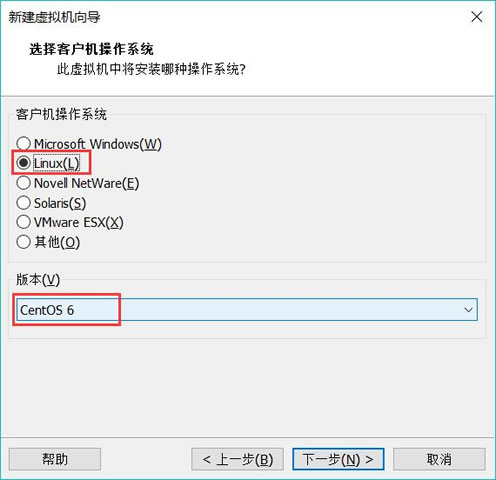 新建虚拟机向导
选择客户机操作系统
此虚拟机中将安装哪种操作系统?
客户机操作系统
Microsoft Windows(W)
Linux(L)
Novell NetWare(E)
Solaris(S)
VMware ESX(X)
其他(O)
版本(V)
CentOS 6
帮助
< 上一步(B)
下一步(N) >
取消